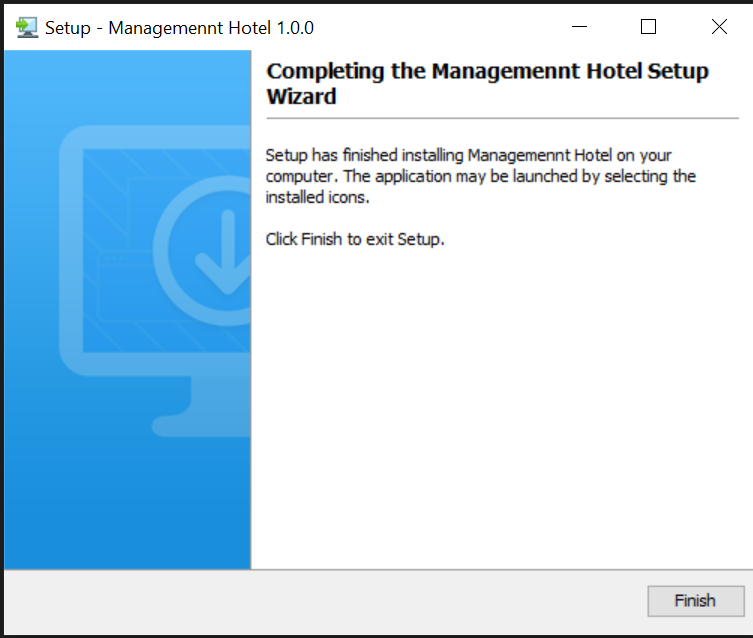 Setup - Managemennt Hotel 1.0.0
Completing the Managemennt Hotel Setup
Wizard
Setup has finished installing Managemennt Hotel on your
computer. The application may be launched by selecting the
installed icons.
Click Finish to exit Setup.
Finish